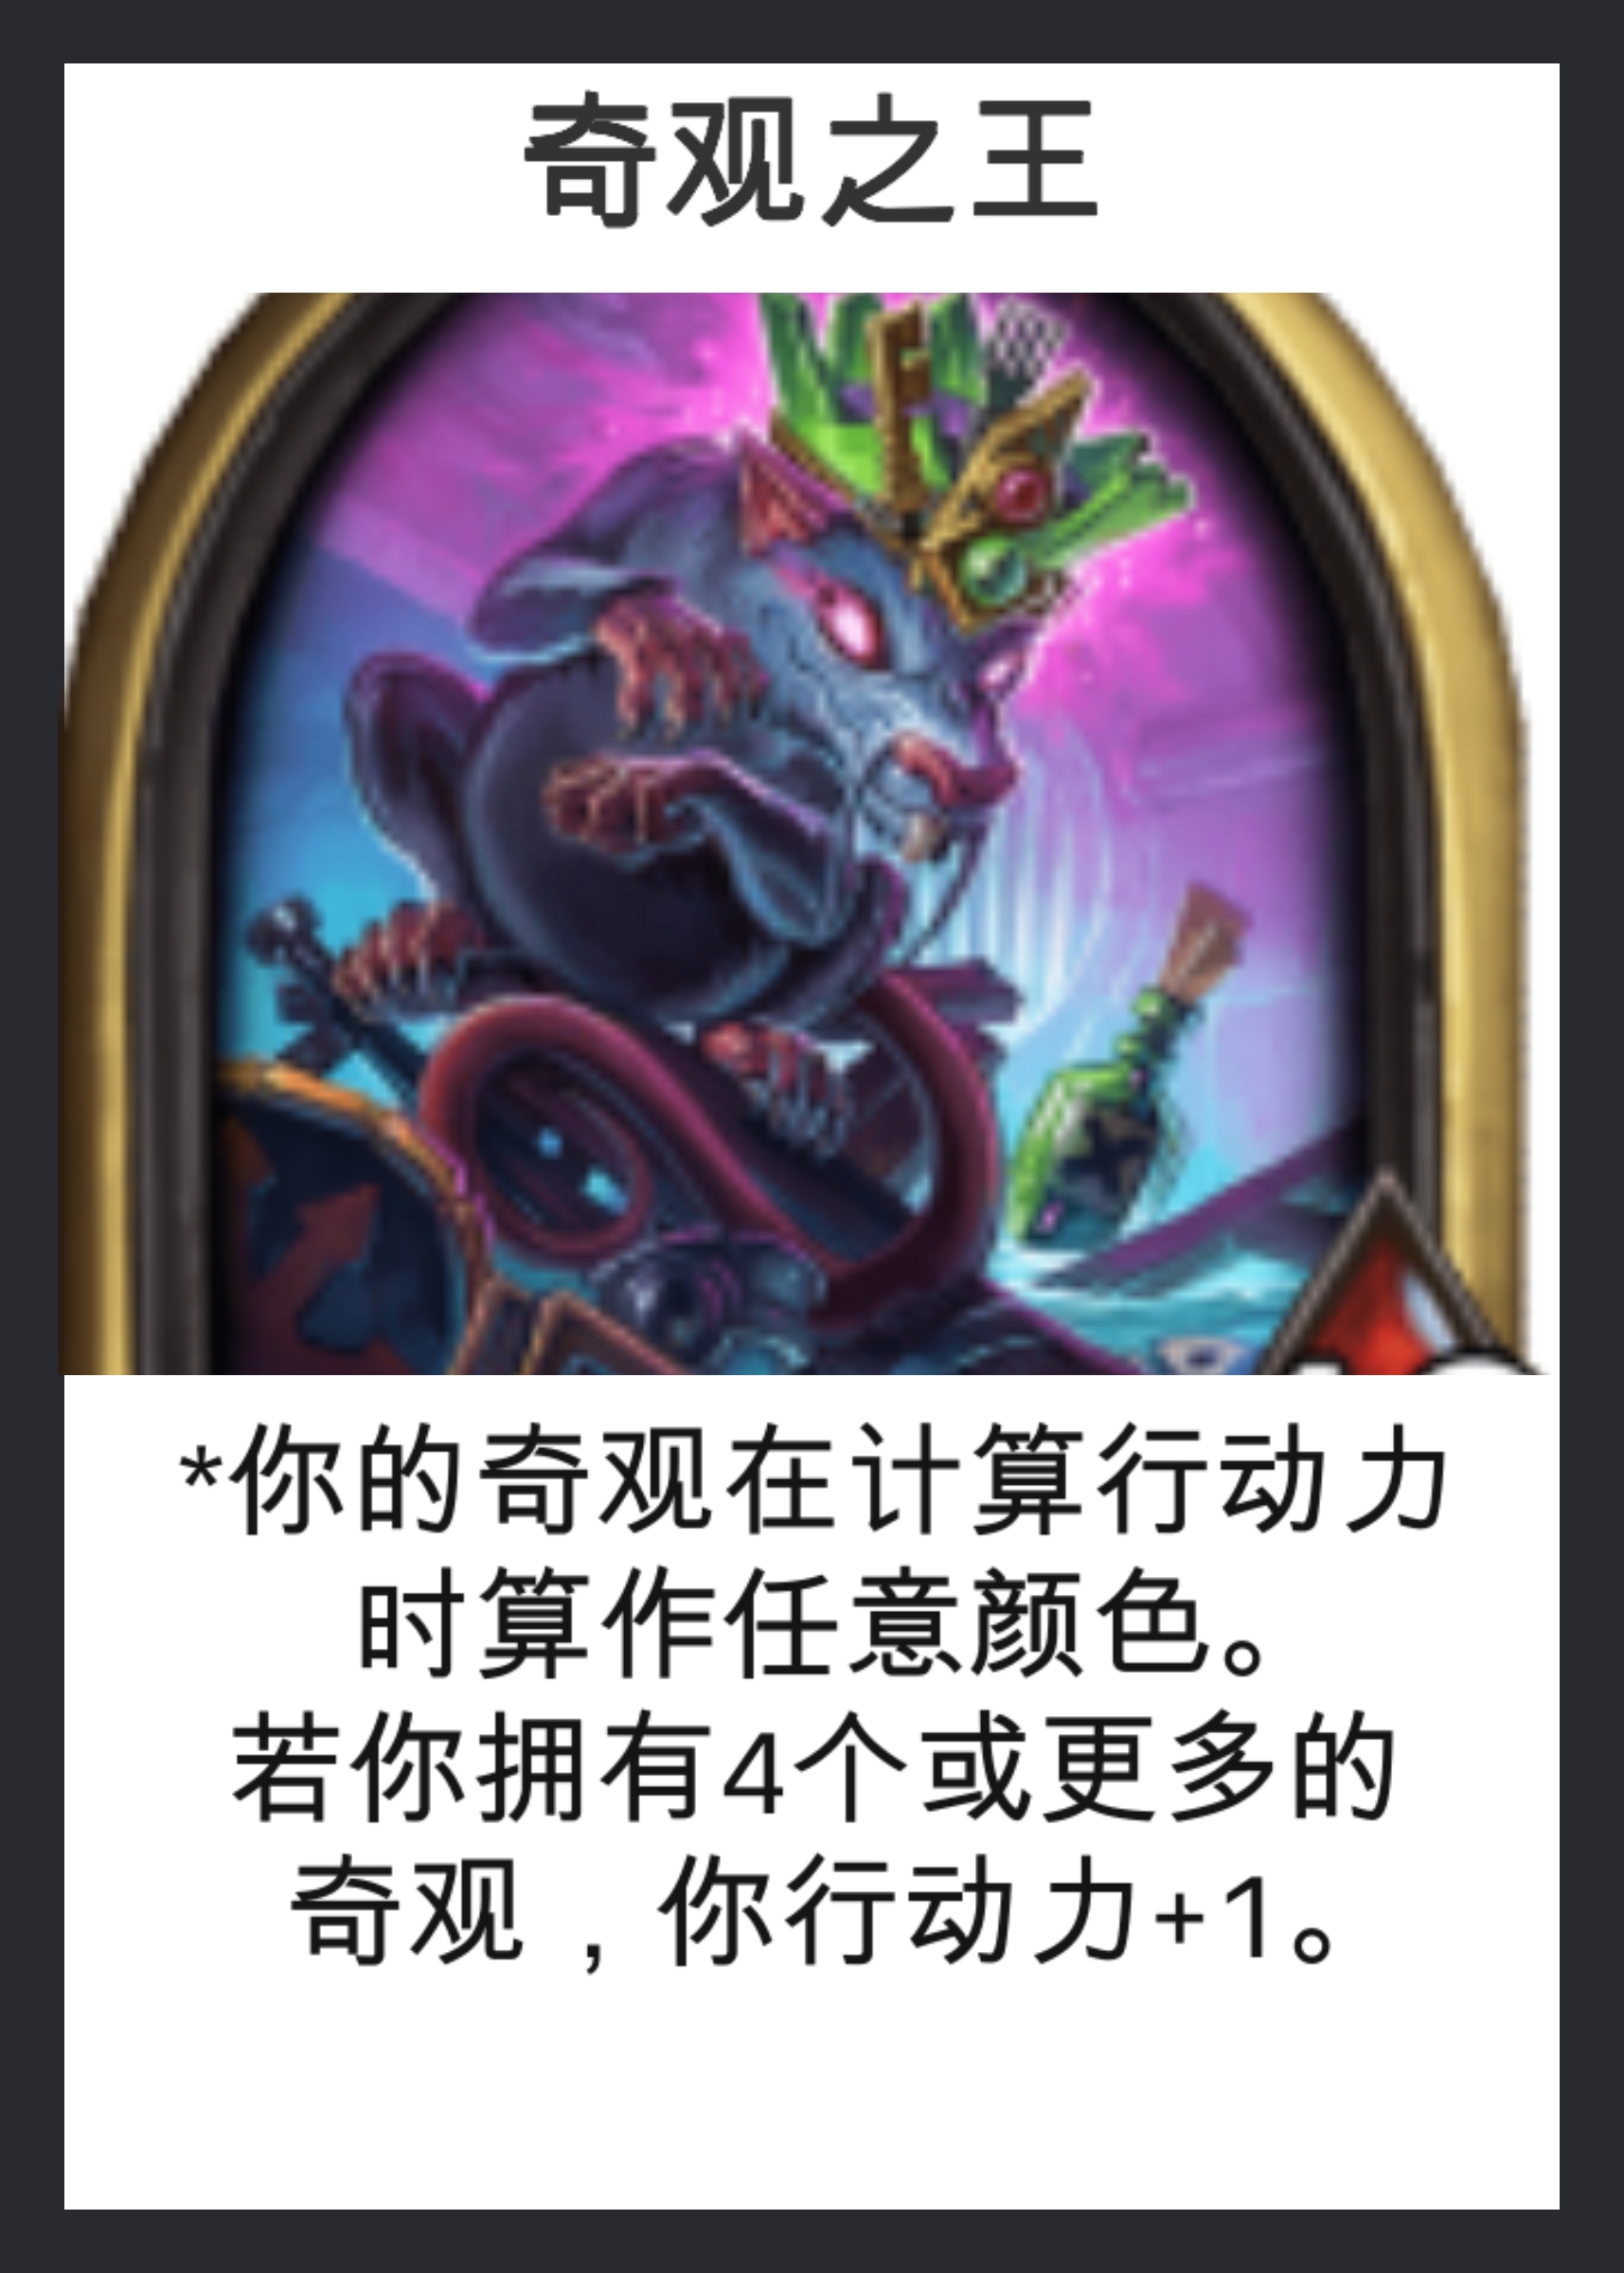 奇观之王
*你的奇观在计算行动力
时算作任意颜色。
若你拥有4个或更多的
奇观，你行动力+1。